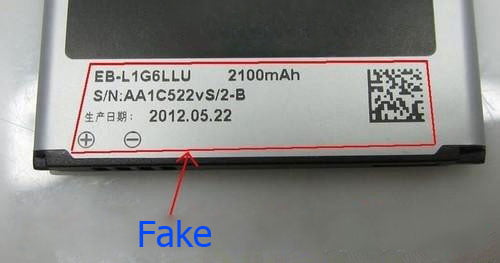 EB-L1G6LLU 2100mAh
S/N:AA1C522vS/2-B
生产日期: 2012.05.22
Fake